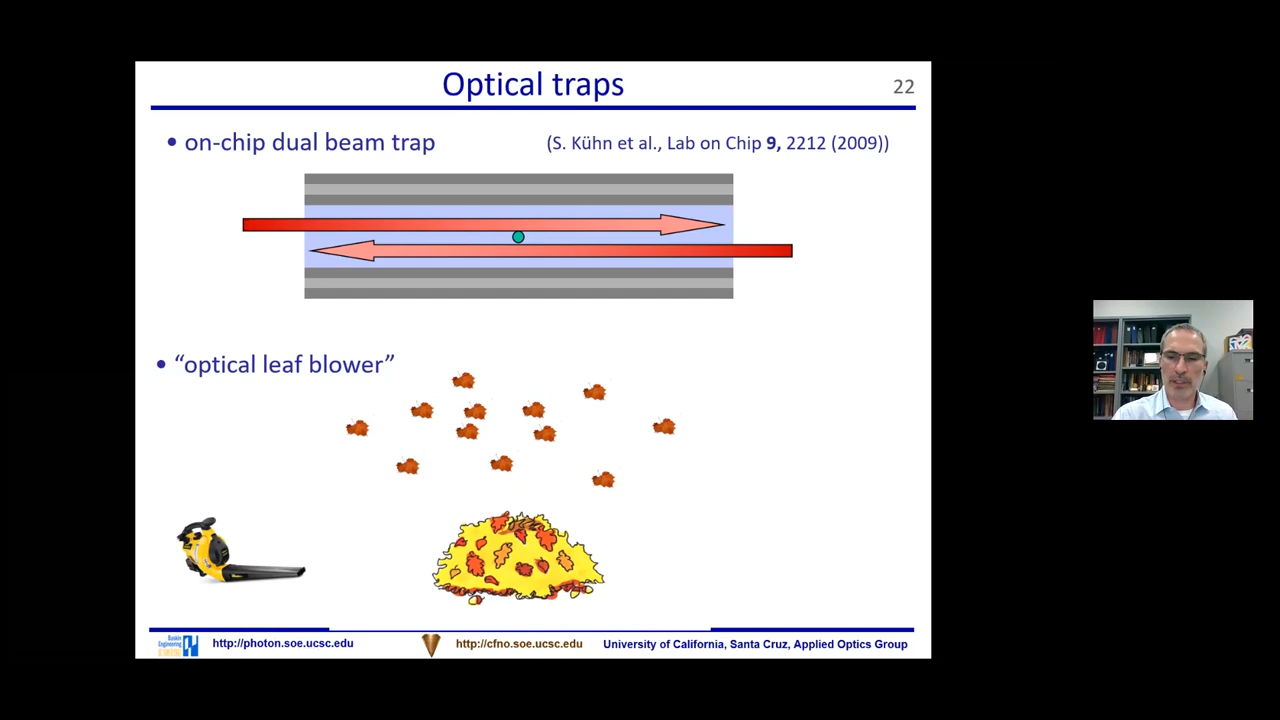 Optical traps
22
• on-chip dual beam trap
(S. Kühn et al., Lab on Chip 9, 2212 (2009))
• “optical leaf blower”
Baskin
Engineering
http://photon.soe.ucsc.edu
http://cfno.soe.ucsc.edu
University of California, Santa Cruz, Applied Optics Group